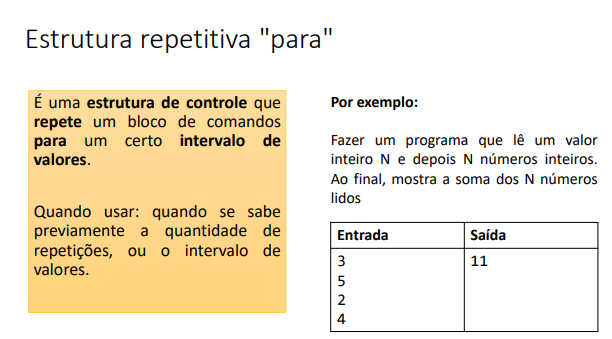 Estrutura repetitiva "para"
É uma estrutura de controle que
repete um bloco de comandos
para um certo intervalo de
valores.
Quando usar: quando se sabe
previamente a quantidade de
repetições, ou o intervalo de
valores.
Por exemplo:
Fazer um programa que lê um valor
inteiro N e depois N números inteiros.
Ao final, mostra a soma dos N números
lidos
Entrada Saída
3 11
5
2
4